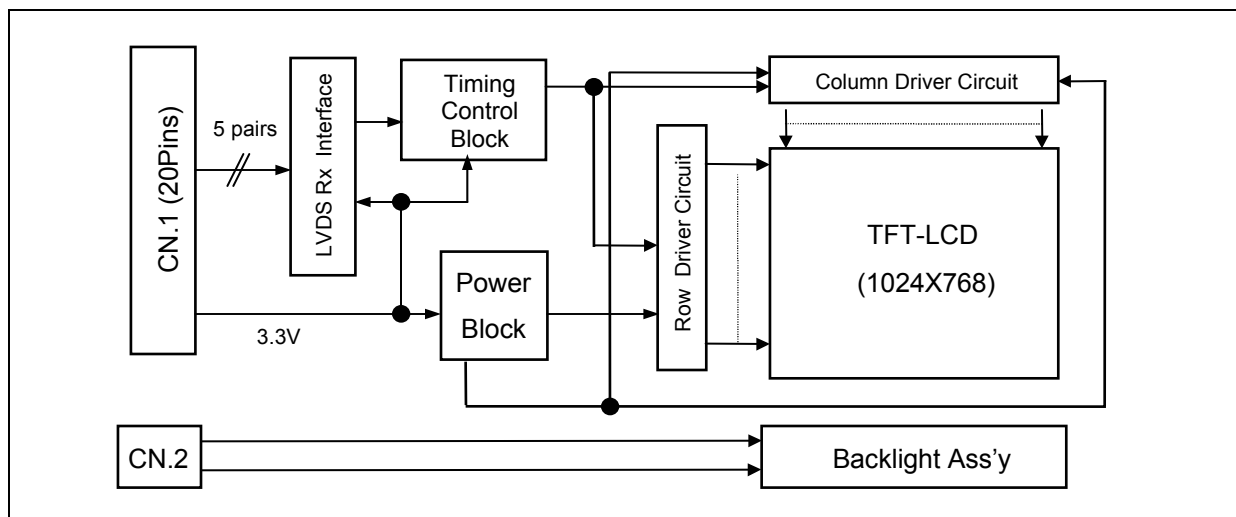 CN.1 (20Pins)
5 pairs
3.3V
LVDS Rx Interface
Timing
Control
Block
Power
Block
Row Driver Circuit
Column Driver Circuit
TFT-LCD
(1024X768)
CN.2
Backlight Ass’y